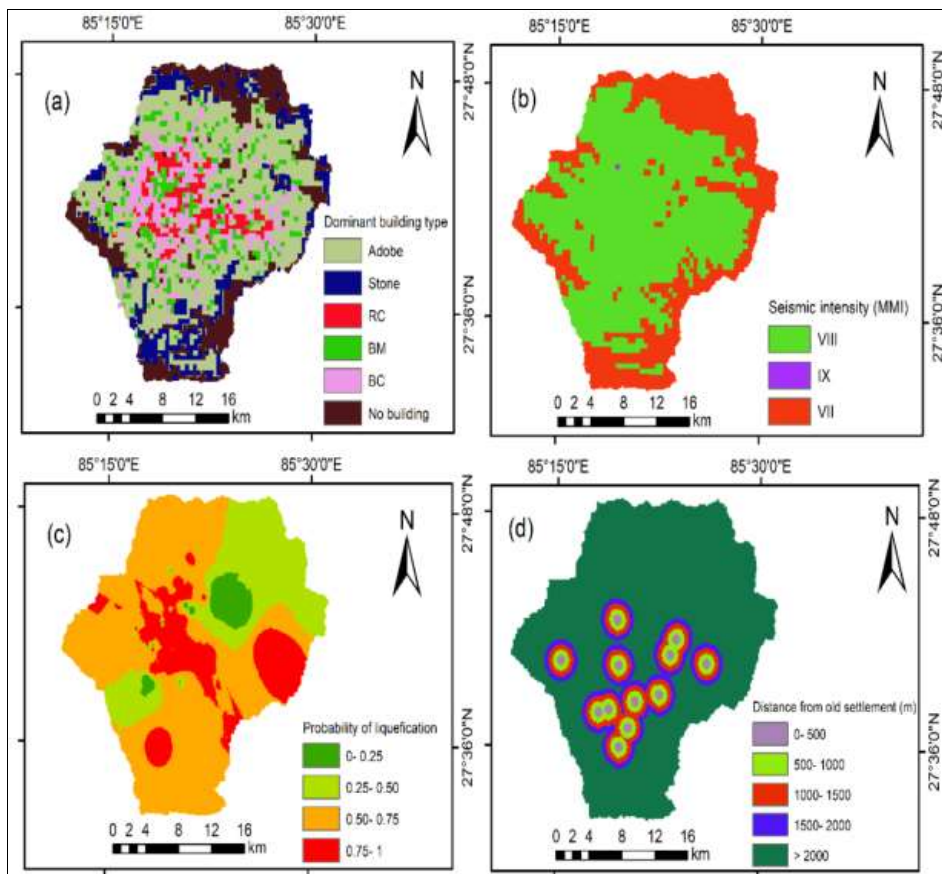 85°15'0"E 85°30'0"E
(a)
N
27°48'0"N
27°36'0"N
Dominant building type
Adobe
Stone
RC
BM
BC
No building
0 2 4 8 12 16
km
85°15'0"E 85°30'0"E
(b)
N
27°48'0"N
27°36'0"N
Seismic intensity (MMI)
VIII
IX
VII
0 2 4 8 12 16
km
85°15'0"E 85°30'0"E
(c)
N
27°48'0"N
27°36'0"N
Probability of liquefication
0- 0.25
0.25- 0.50
0.50- 0.75
0.75- 1
0 2 4 8 12 16
km
85°15'0"E 85°30'0"E
(d)
N
27°48'0"N
27°36'0"N
Distance from old settlement (m)
0- 500
500- 1000
1000- 1500
1500- 2000
> 2000
0 2 4 8 12 16
km